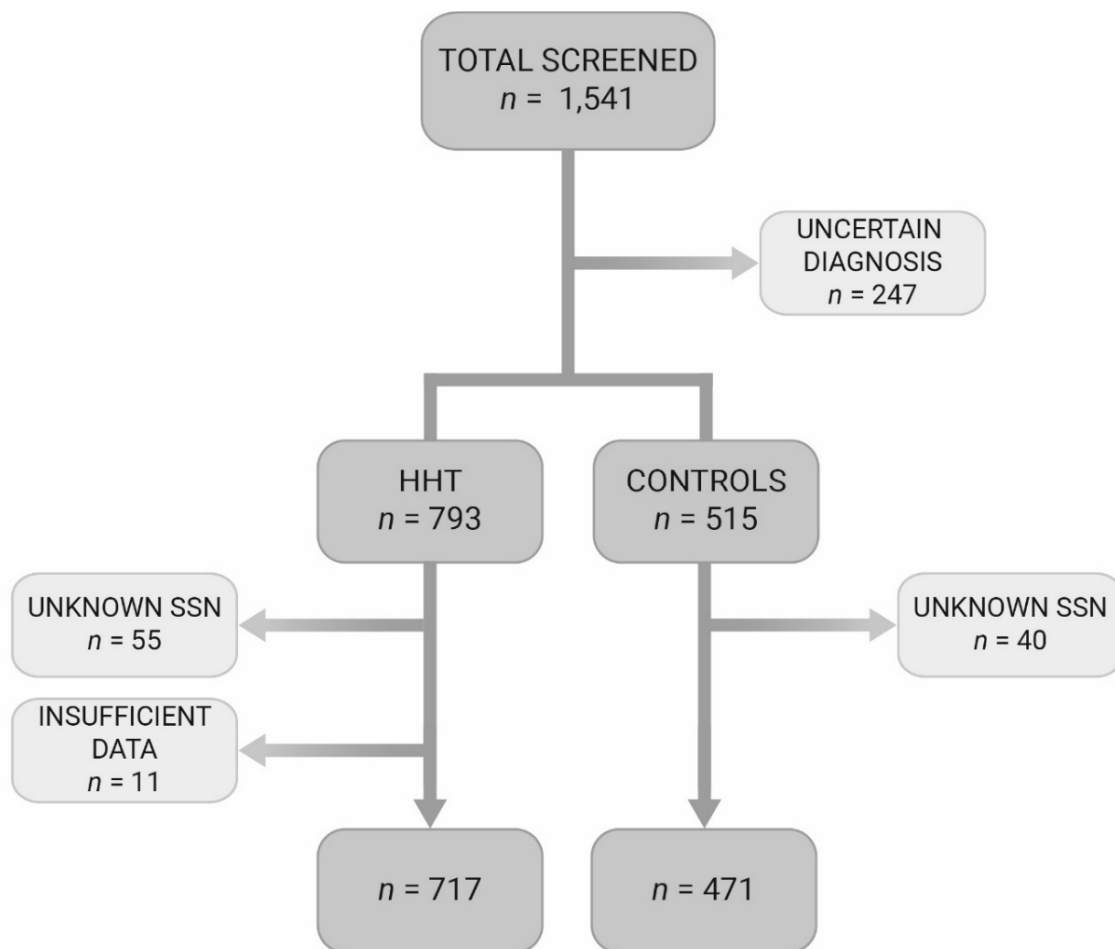 TOTAL SCREENED
n = 1,541
UNCERTAIN
DIAGNOSIS
n = 247
HHT
n = 793
CONTROLS
n = 515
UNKNOWN SSN
n = 55
UNKNOWN SSN
n = 40
INSUFFICIENT
DATA
n = 11
n = 717
n = 471